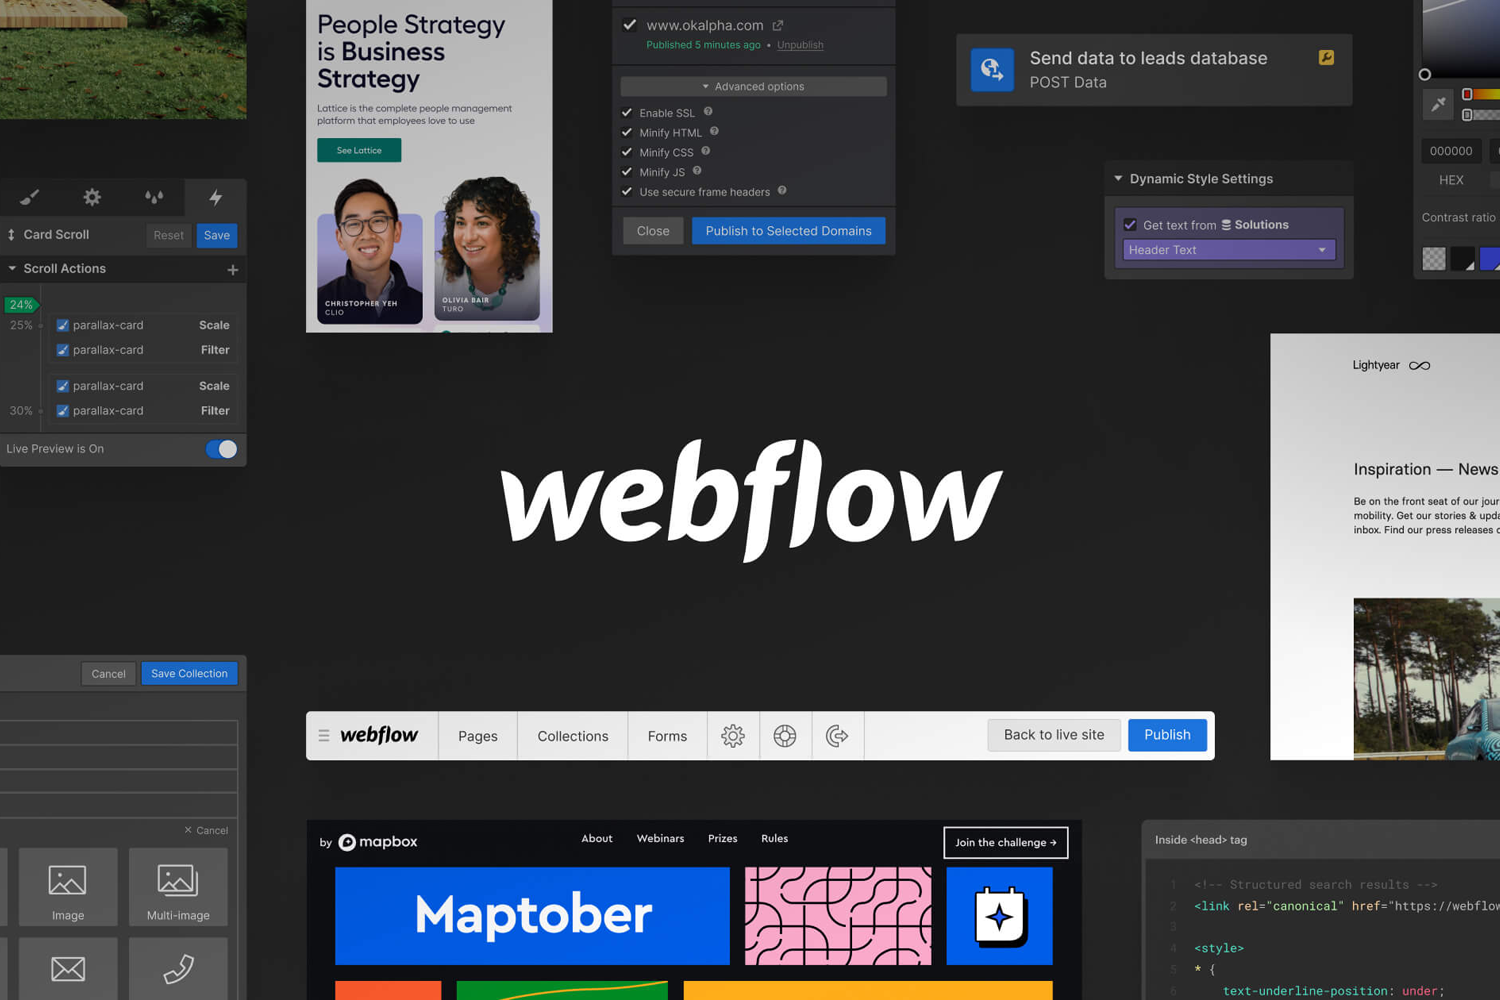 People Strategy
is Business
Strategy
Lattice is the complete people management
platform that employees love to use
See Lattice
CHRISTOPHER YEH
CLIO
OLIVIA BAIR
TURO
www.okalpha.com
Published 5 minutes ago • Unpublish
Advanced options
Enable SSL
Minify HTML
Minify CSS
Minify JS
Use secure frame headers
Close
Publish to Selected Domains
Send data to leads database
POST Data
Dynamic Style Settings
Get text from Solutions
Header Text
000000
HEX
Contrast ratio
Card Scroll
Reset
Save
Scroll Actions
24%
25%
parallax-card Scale
parallax-card Filter
parallax-card Scale
30%
parallax-card Filter
Live Preview is On
webflow
Lightyear
Inspiration — News
Be on the front seat of our jour
mobility. Get our stories & upda
inbox. Find our press releases
Cancel
Save Collection
Cancel
Image
Multi-image
webflow
Pages
Collections
Forms
Back to live site
Publish
by mapbox
About
Webinars
Prizes
Rules
Join the challenge →
Maptober
Inside <head> tag
1 <!-- Structured search results -->
2 <link rel="canonical" href="https://webflow
3
4 <style>
5 * {
6 text-underline-position: under;